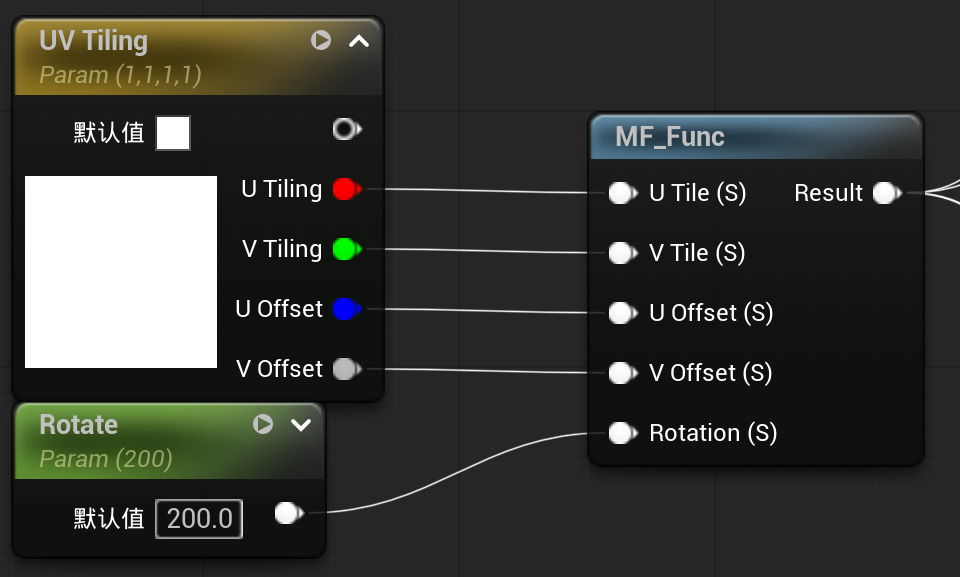 UV Tiling
Param (1,1,1,1)
默认值
U Tiling
V Tiling
U Offset
V Offset
Rotate
Param (200)
默认值 200.0
MF_Func
U Tile (S) Result
V Tile (S)
U Offset (S)
V Offset (S)
Rotation (S)